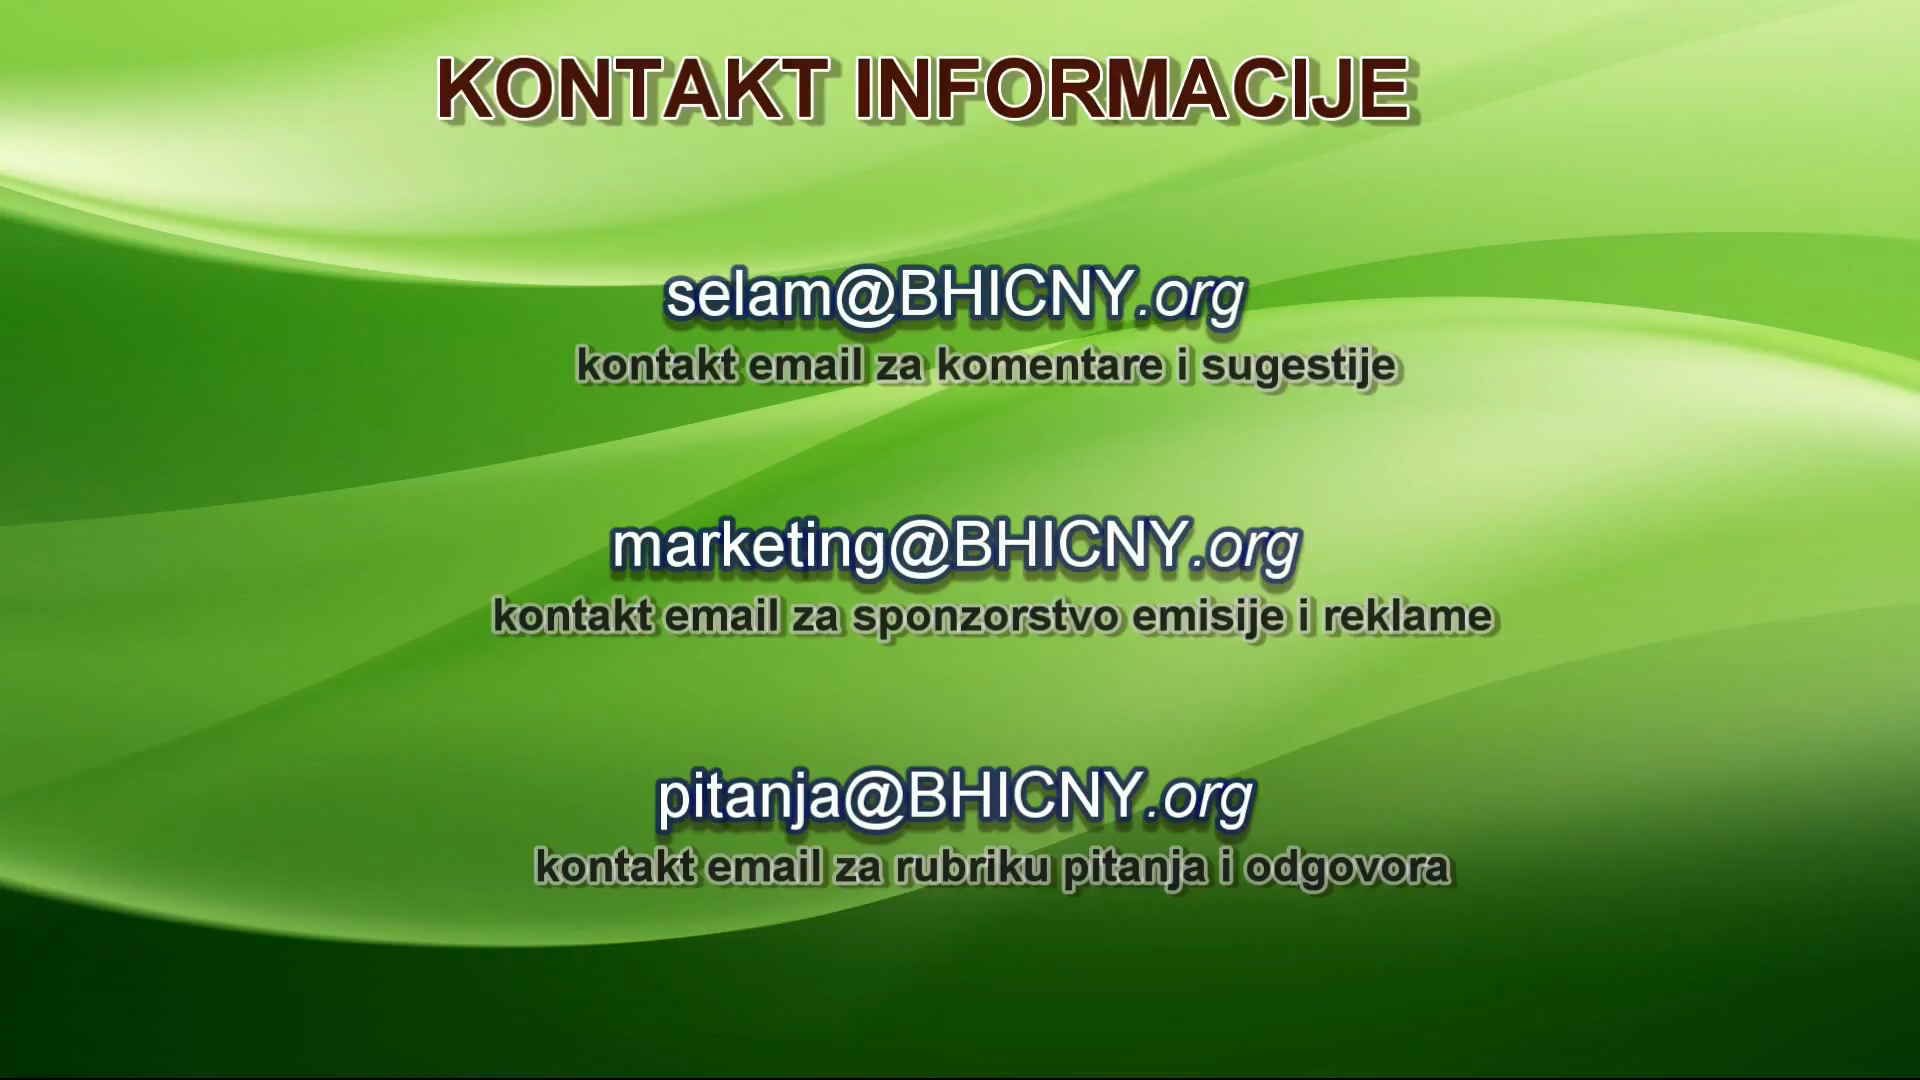 KONTAKT INFORMACIJE
selam@BHICNY.org
kontakt email za komentare i sugestije
marketing@BHICNY.org
kontakt email za sponzorstvo emisije i reklame
pitanja@BHICNY.org
kontakt email za rubriku pitanja i odgovora